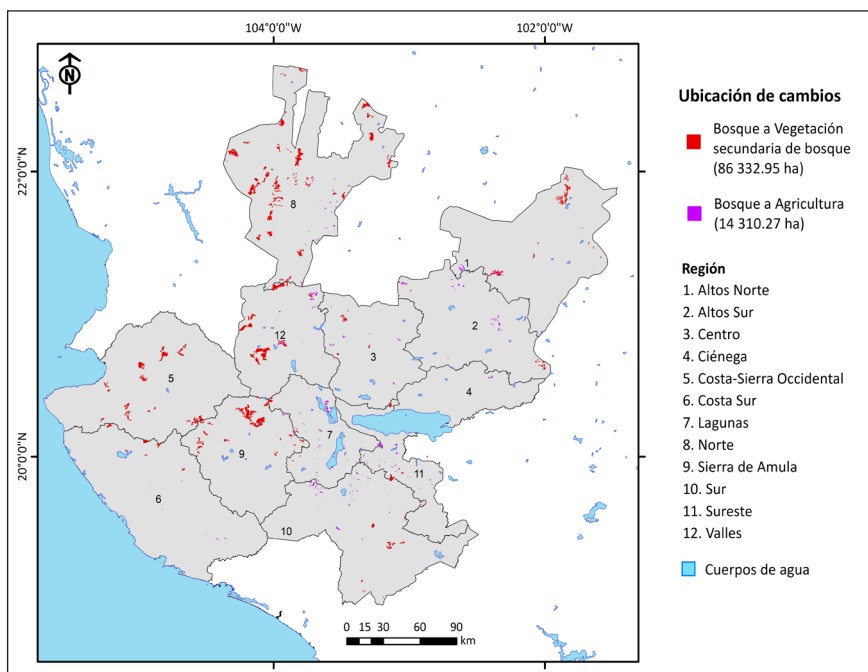 104°0'0"W
102°0'0"W
N
22°0'0"N
20°0'0"N
8
1
2
12
3
5
4
7
9
11
6
10
0 15 30 60 90
km
Ubicación de cambios
Bosque a Vegetación
secundaria de bosque
(86 332.95 ha)
Bosque a Agricultura
(14 310.27 ha)
Región
1. Altos Norte
2. Altos Sur
3. Centro
4. Ciénega
5. Costa-Sierra Occidental
6. Costa Sur
7. Lagunas
8. Norte
9. Sierra de Amula
10. Sur
11. Sureste
12. Valles
Cuerpos de agua